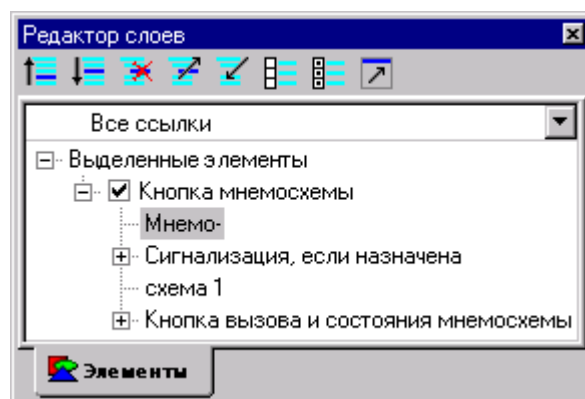 Редактор слоев
Все ссылки
Выделенные элементы
Кнопка мнемосхемы
Мнемо-
Сигнализация, если назначена
схема 1
Кнопка вызова и состояния мнемосхемы
Элементы